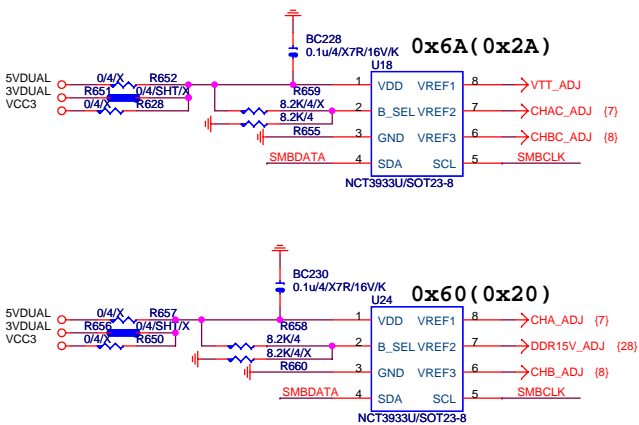 BC228
0.1u/4/X7R/16V/K
0x6A(0x2A)
U18
5VDUAL 0/4/X R652
3VDUAL R651 0/4/SHT/X
VCC3 0/4/X R628
R659
8.2K/4/X
8.2K/4
R655
1 VDD VREF1 8 VTT_ADJ
2 B_SEL VREF2 7 CHAC_ADJ {7}
3 GND VREF3 6 CHBC_ADJ {8}
SMBDATA 4 SDA SCL 5 SMBCLK
NCT3933U/SOT23-8
BC230
0.1u/4/X7R/16V/K
0x60(0x20)
U24
5VDUAL 0/4/X R657
3VDUAL R656 0/4/SHT/X
VCC3 0/4/X R650
R658
8.2K/4
8.2K/4/X
R660
1 VDD VREF1 8 CHA_ADJ {7}
2 B_SEL VREF2 7 DDR15V_ADJ {28}
3 GND VREF3 6 CHB_ADJ {8}
SMBDATA 4 SDA SCL 5 SMBCLK
NCT3933U/SOT23-8